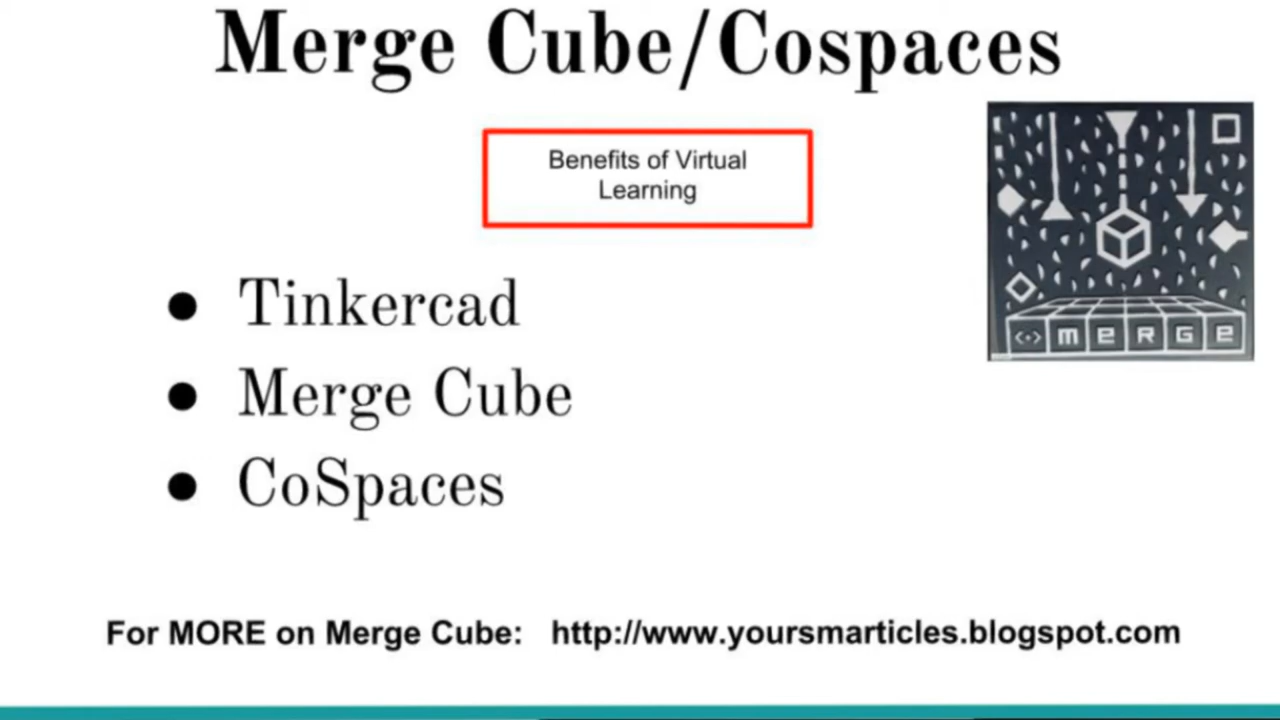 Merge Cube/Cospaces
Benefits of Virtual
Learning
● Tinkercad
● Merge Cube
● CoSpaces
<·> m e R G e
For MORE on Merge Cube: http://www.yoursmarticles.blogspot.com